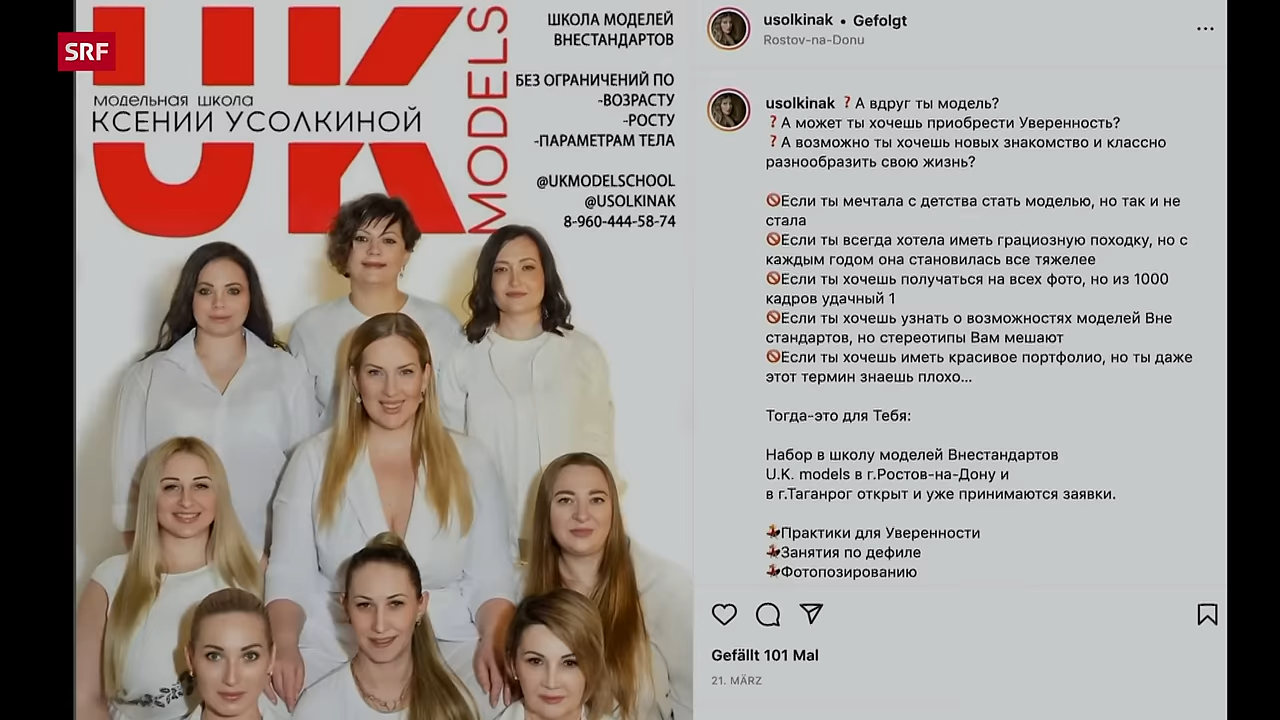 SRF
UK
модельная школа
КСЕНИИ УСОЛКИНОЙ
MODELS
ШКОЛА МОДЕЛЕЙ
ВНЕСТАНДАРТОВ
БЕЗ ОГРАНИЧЕНИЙ ПО
-ВОЗРАСТУ
-РОСТУ
-ПАРАМЕТРАМ ТЕЛА
@UKMODELSCHOOL
@USOLKINAK
8-960-444-58-74
usolkinak • Gefolgt
Rostov-na-Donu
usolkinak ❓А вдруг ты модель?
❓А может ты хочешь приобрести Уверенность?
❓А возможно ты хочешь новых знакомство и классно
разнообразить свою жизнь?
🚫Если ты мечтала с детства стать моделью, но так и не
стала
🚫Если ты всегда хотела иметь грациозную походку, но с
каждым годом она становилась все тяжелее
🚫Если ты хочешь получаться на всех фото, но из 1000
кадров удачный 1
🚫Если ты хочешь узнать о возможностях моделей Вне
стандартов, но стереотипы Вам мешают
🚫Если ты хочешь иметь красивое портфолио, но ты даже
этот термин знаешь плохо...
Тогда-это для Тебя:
Набор в школу моделей Внестандартов
U.K. models в г.Ростов-на-Дону и
в г.Таганрог открыт и уже принимаются заявки.
💃Практики для Уверенности
💃Занятия по дефиле
💃Фотопозированию
Gefällt 101 Mal
21. MÄRZ